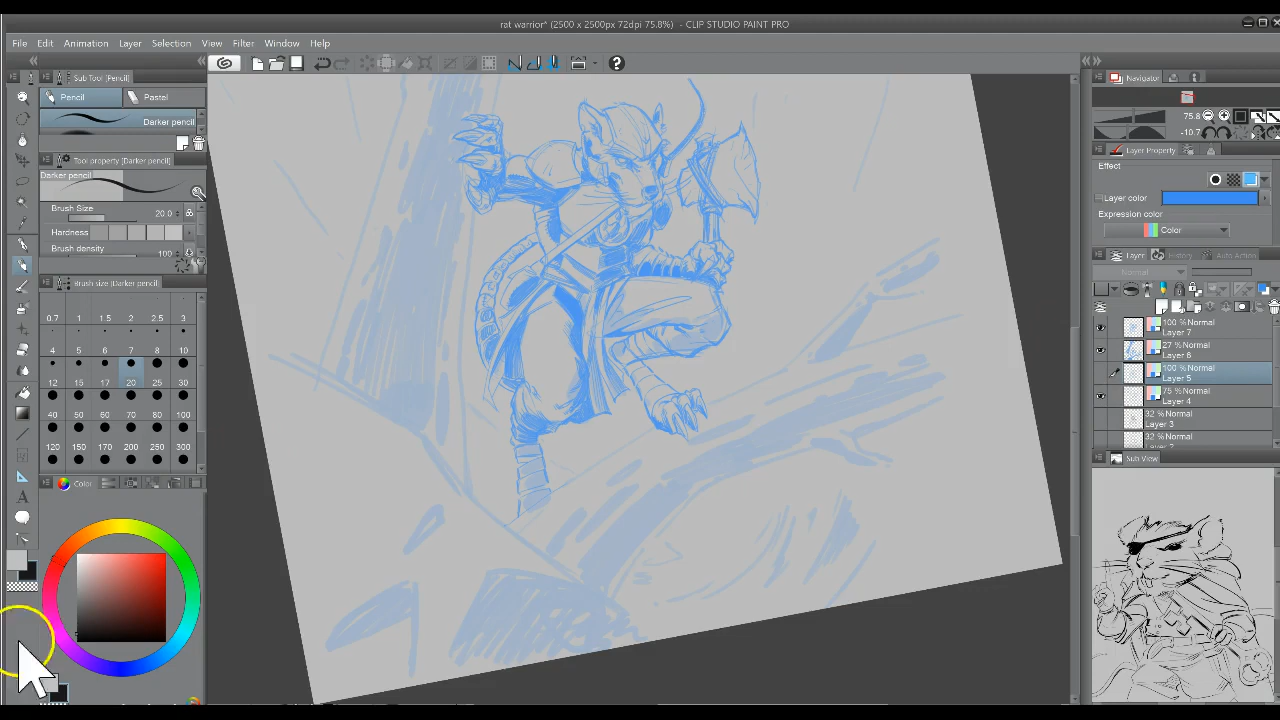 rat warrior* (2500 x 2500px 72dpi 75.8%) - CLIP STUDIO PAINT PRO
File Edit Animation Layer Selection View Filter Window Help
Sub Tool [Pencil]
Pencil Pastel
Darker pencil
Tool property [Darker pencil]
Darker pencil
Brush Size 20.0
Hardness
Brush density 100
Brush size [Darker pencil]
0.7 1 1.5 2 2.5 3
4 5 6 7 8 10
12 15 17 20 25 30
40 50 60 70 80 100
120 150 170 200 250 300
Color
Navigator
75.8
-10.7
Layer Property
Effect
Layer color
Expression color
Color
Layer History Auto Action
Normal
100 %Normal
Layer 7
27 %Normal
Layer 6
100 %Normal
Layer 5
75 %Normal
Layer 4
32 %Normal
Layer 3
32 %Normal
Sub View